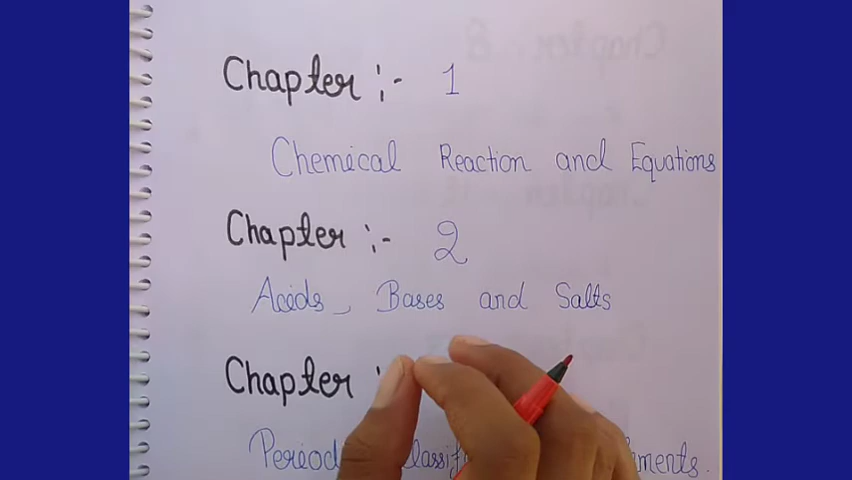 Chapter :- 1
Chemical Reaction and Equations
Chapter :- 2
Acids, Bases and Salts
Chapter :